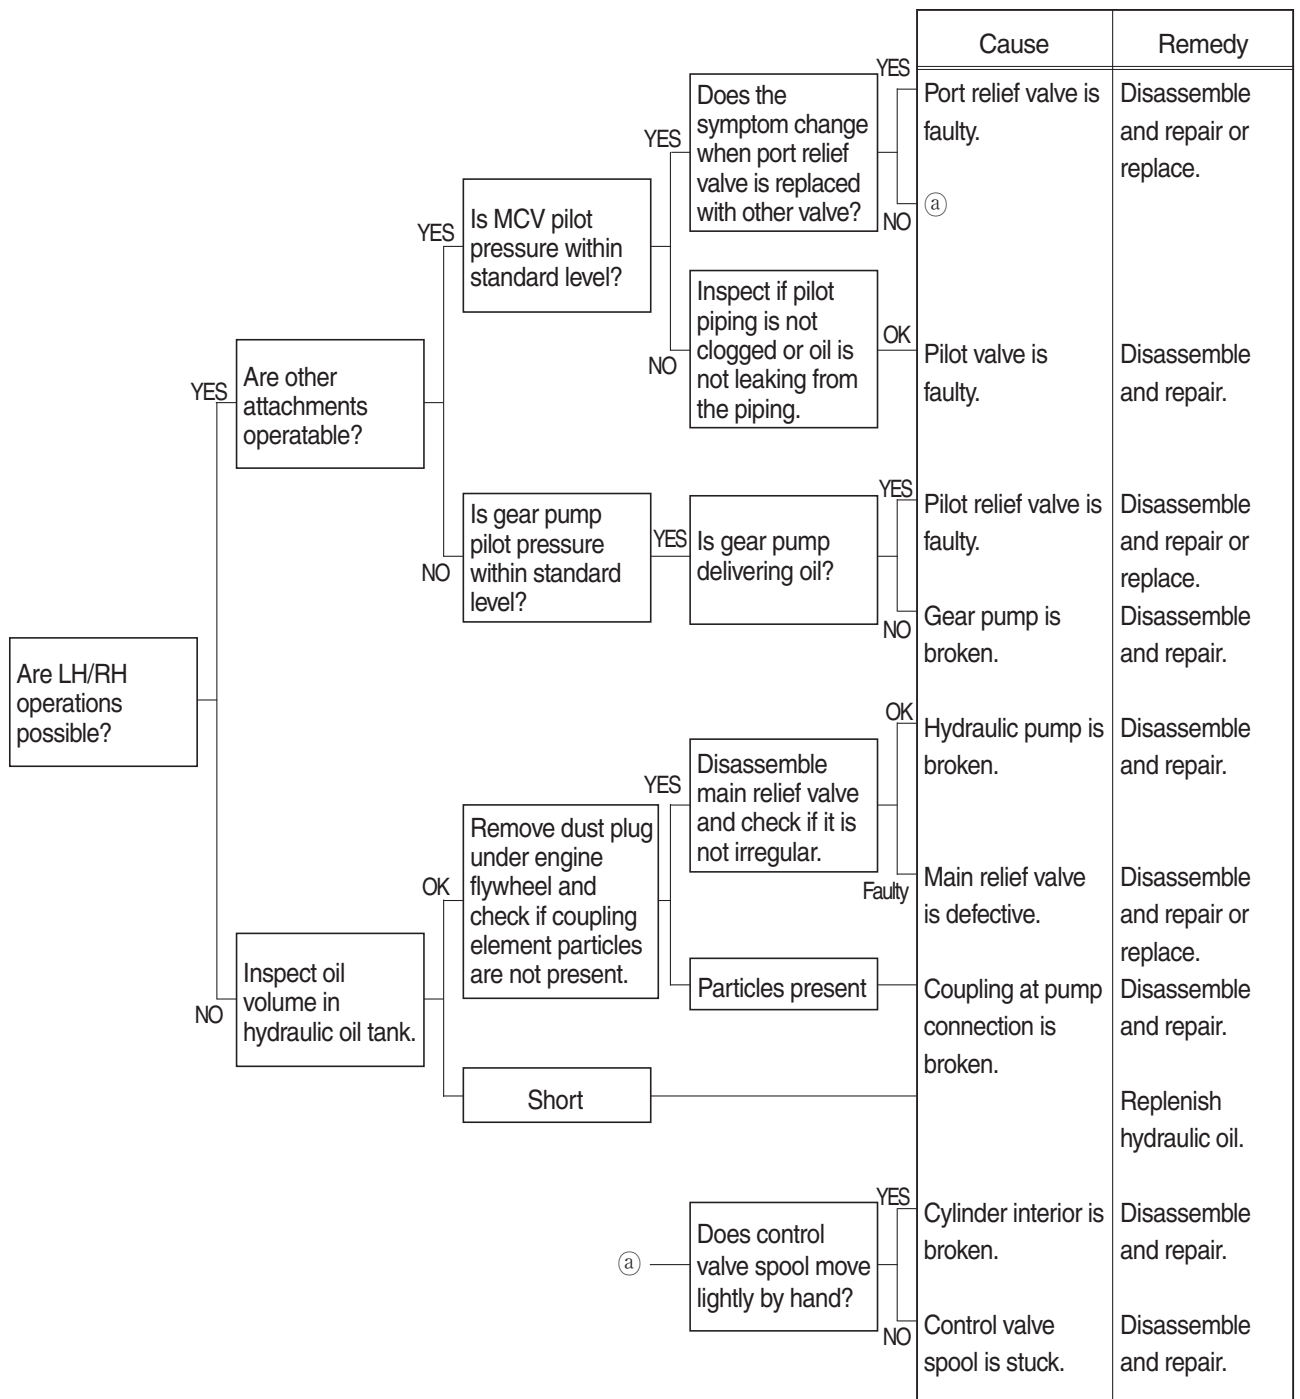 Cause
Remedy
Are LH/RH
operations
possible?
YES
Are other
attachments
operatable?
YES
Is MCV pilot
pressure within
standard level?
YES
Does the
symptom change
when port relief
valve is replaced
with other valve?
YES
Port relief valve is
faulty.
Disassemble
and repair or
replace.
NO
ⓐ
NO
Inspect if pilot
piping is not
clogged or oil is
not leaking from
the piping.
OK
Pilot valve is
faulty.
Disassemble
and repair.
NO
Is gear pump
pilot pressure
within standard
level?
YES
Is gear pump
delivering oil?
YES
Pilot relief valve is
faulty.
Disassemble
and repair or
replace.
NO
Gear pump is
broken.
Disassemble
and repair.
NO
Inspect oil
volume in
hydraulic oil tank.
OK
Remove dust plug
under engine
flywheel and
check if coupling
element particles
are not present.
YES
Disassemble
main relief valve
and check if it is
not irregular.
OK
Hydraulic pump is
broken.
Disassemble
and repair.
Faulty
Main relief valve
is defective.
Disassemble
and repair or
replace.
Particles present
Coupling at pump
connection is
broken.
Disassemble
and repair.
Short
Replenish
hydraulic oil.
ⓐ
Does control
valve spool move
lightly by hand?
YES
Cylinder interior is
broken.
Disassemble
and repair.
NO
Control valve
spool is stuck.
Disassemble
and repair.